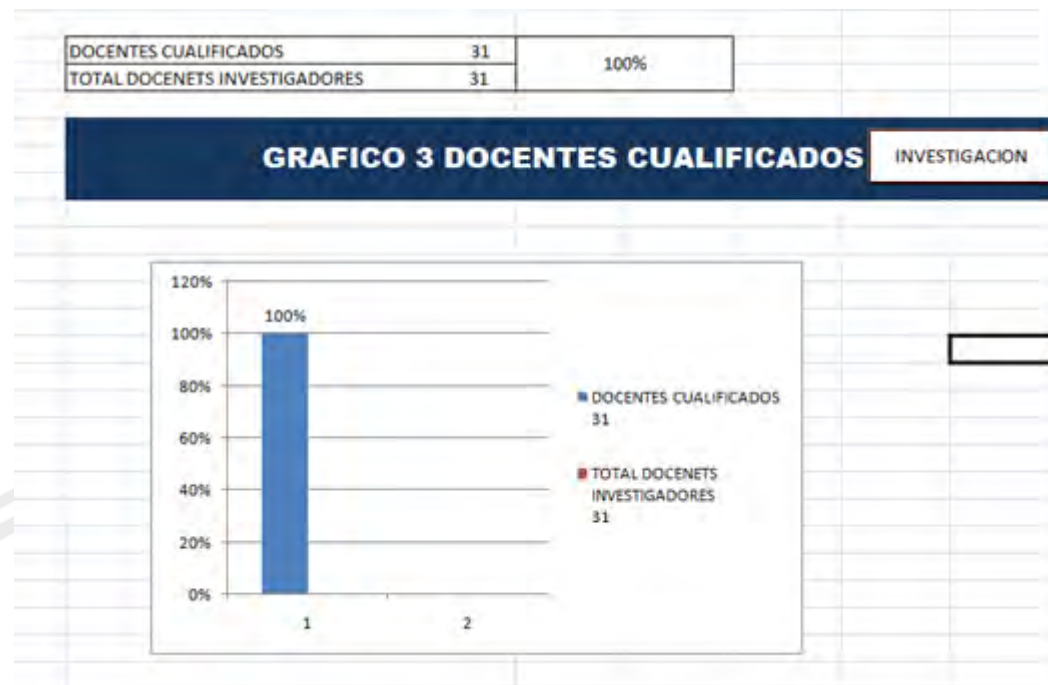 DOCENTES CUALIFICADOS 31
100%
TOTAL DOCENETS INVESTIGADORES 31
GRAFICO 3 DOCENTES CUALIFICADOS
INVESTIGACION
120%
100%
100%
80%
60%
40%
20%
0%
1 2
DOCENTES CUALIFICADOS
31
TOTAL DOCENETS
INVESTIGADORES
31